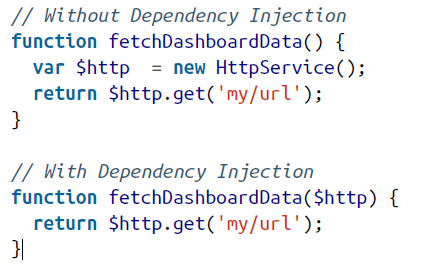 // Without Dependency Injection
function fetchDashboardData() {
  var $http  = new HttpService();
  return $http.get('my/url');
}

// With Dependency Injection
function fetchDashboardData($http) {
  return $http.get('my/url');
}